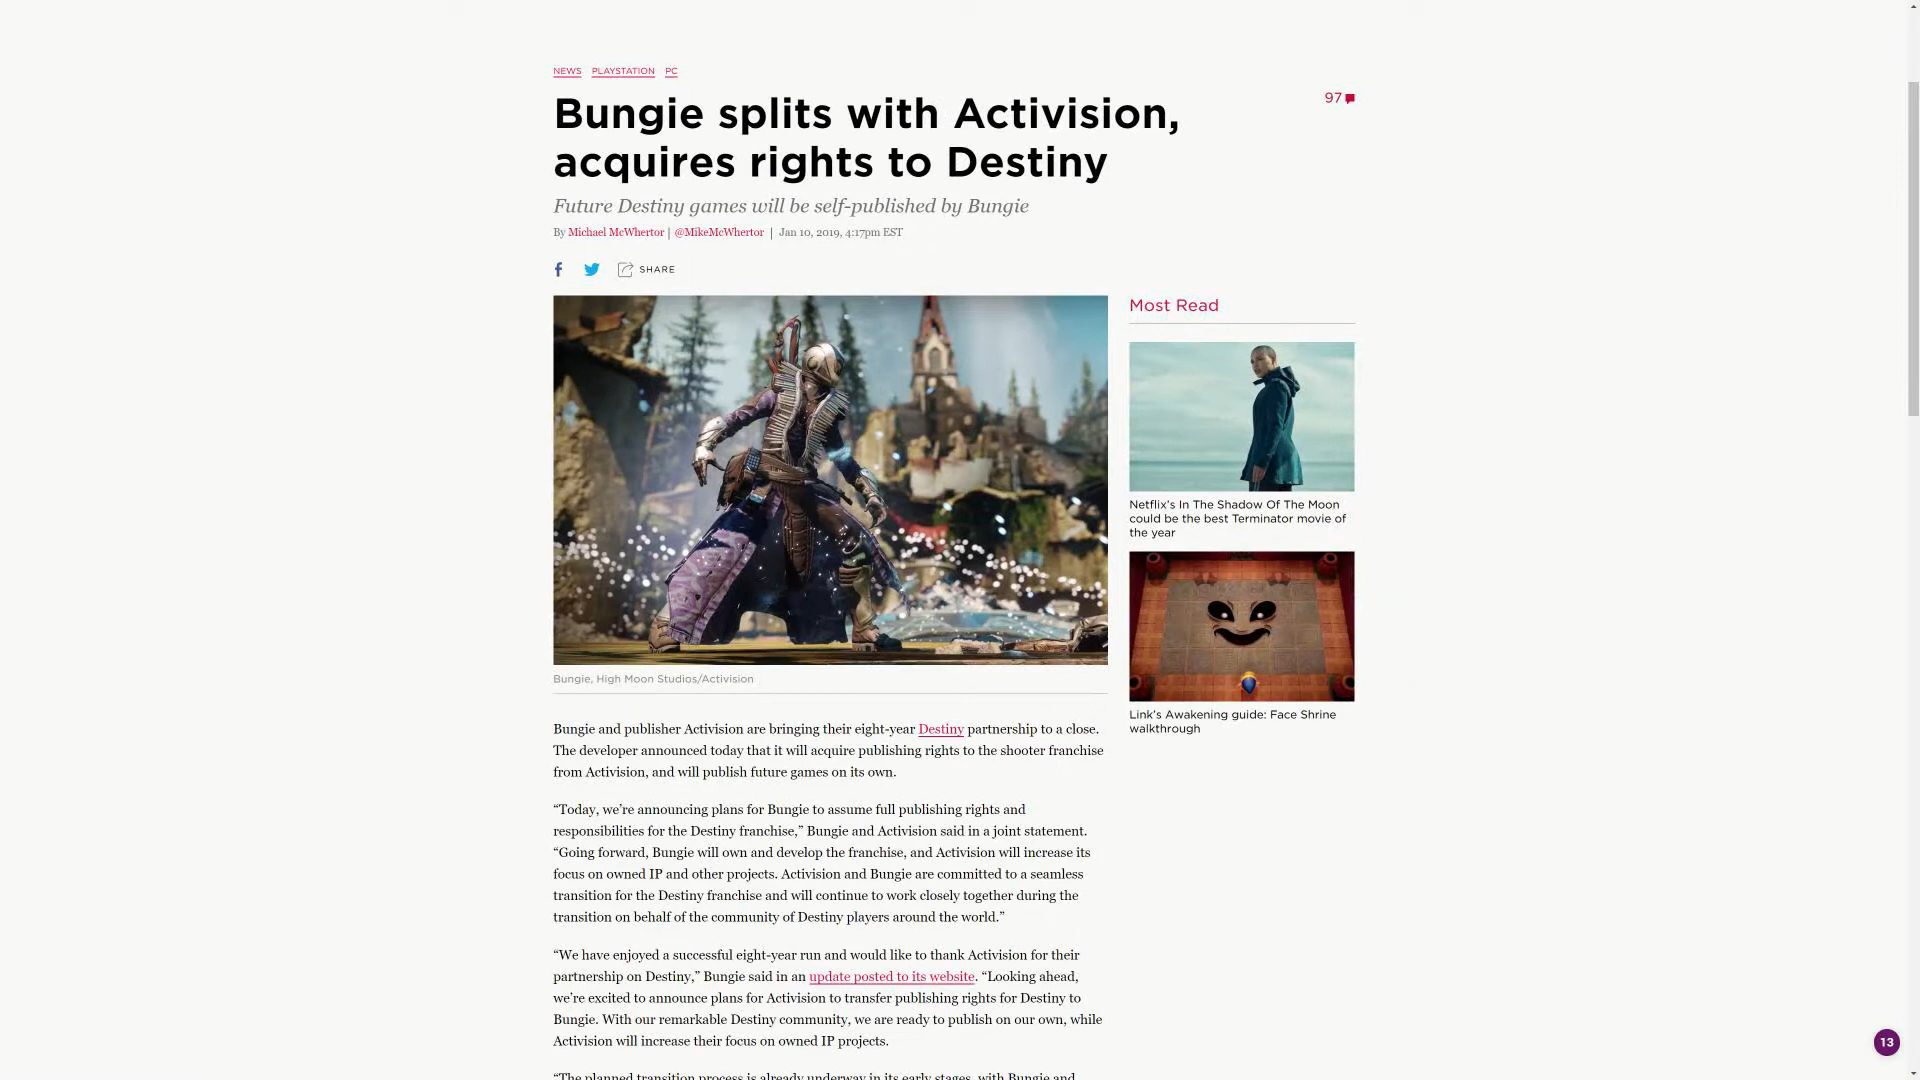 NEWS PLAYSTATION PC
Bungie splits with Activision,
acquires rights to Destiny
97
Future Destiny games will be self-published by Bungie
By Michael McWhertor | @MikeMcWhertor | Jan 10, 2019, 4:17pm EST
SHARE
Bungie, High Moon Studios/Activision
Bungie and publisher Activision are bringing their eight-year Destiny partnership to a close.
The developer announced today that it will acquire publishing rights to the shooter franchise
from Activision, and will publish future games on its own.
“Today, we’re announcing plans for Bungie to assume full publishing rights and
responsibilities for the Destiny franchise,” Bungie and Activision said in a joint statement.
“Going forward, Bungie will own and develop the franchise, and Activision will increase its
focus on owned IP and other projects. Activision and Bungie are committed to a seamless
transition for the Destiny franchise and will continue to work closely together during the
transition on behalf of the community of Destiny players around the world.”
“We have enjoyed a successful eight-year run and would like to thank Activision for their
partnership on Destiny,” Bungie said in an update posted to its website. “Looking ahead,
we’re excited to announce plans for Activision to transfer publishing rights for Destiny to
Bungie. With our remarkable Destiny community, we are ready to publish on our own, while
Activision will increase their focus on owned IP projects.
“The planned transition process is already underway in its early stages, with Bungie and
Most Read
Netflix’s In The Shadow Of The Moon
could be the best Terminator movie of
the year
Link’s Awakening guide: Face Shrine
walkthrough
13